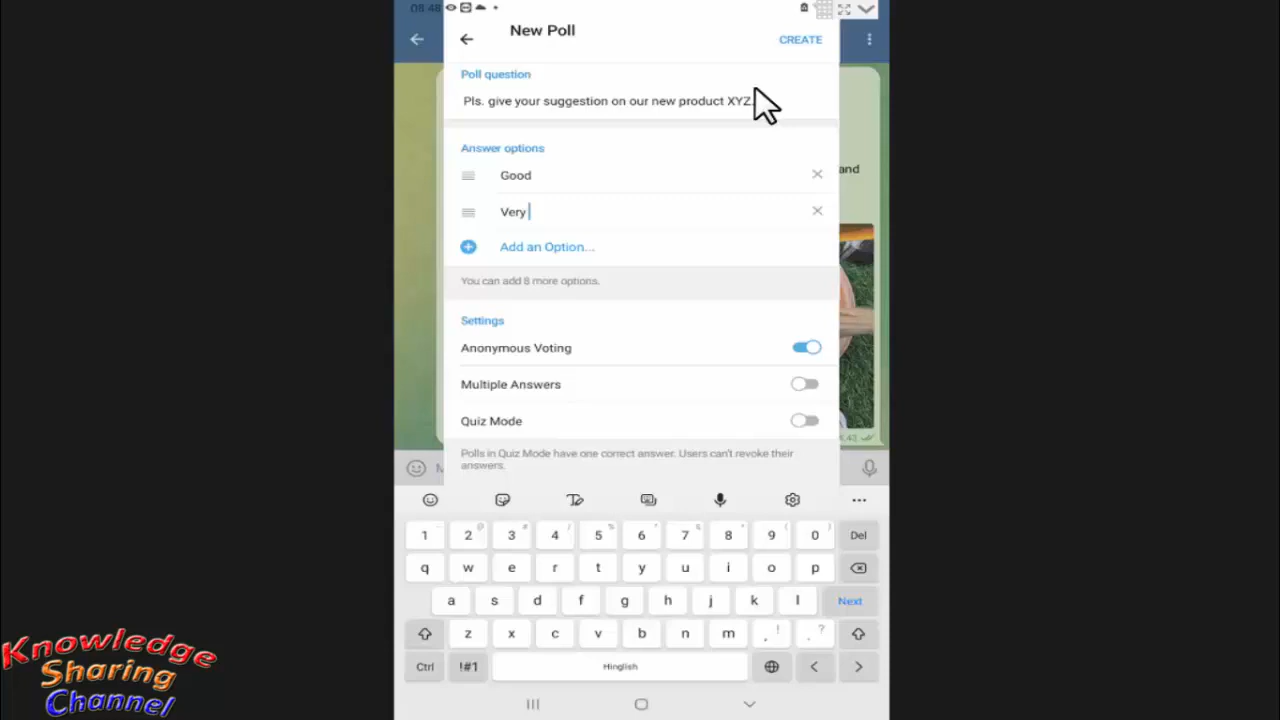 08:48
New Poll
CREATE
Poll question
Pls. give your suggestion on our new product XYZ.
Answer options
and
Good
Very
Add an Option...
You can add 8 more options.
Settings
Anonymous Voting
Multiple Answers
Quiz Mode
Polls in Quiz Mode have one correct answer. Users can't revoke their
answers.
M
1 2 3 4 5 6 7 8 9 0 Del
q w e r t y u i o p
a s d f g h j k l Next
z x c v b n m , ! . ?
Ctrl !#1 Hinglish < >
Knowledge
Sharing
Channel